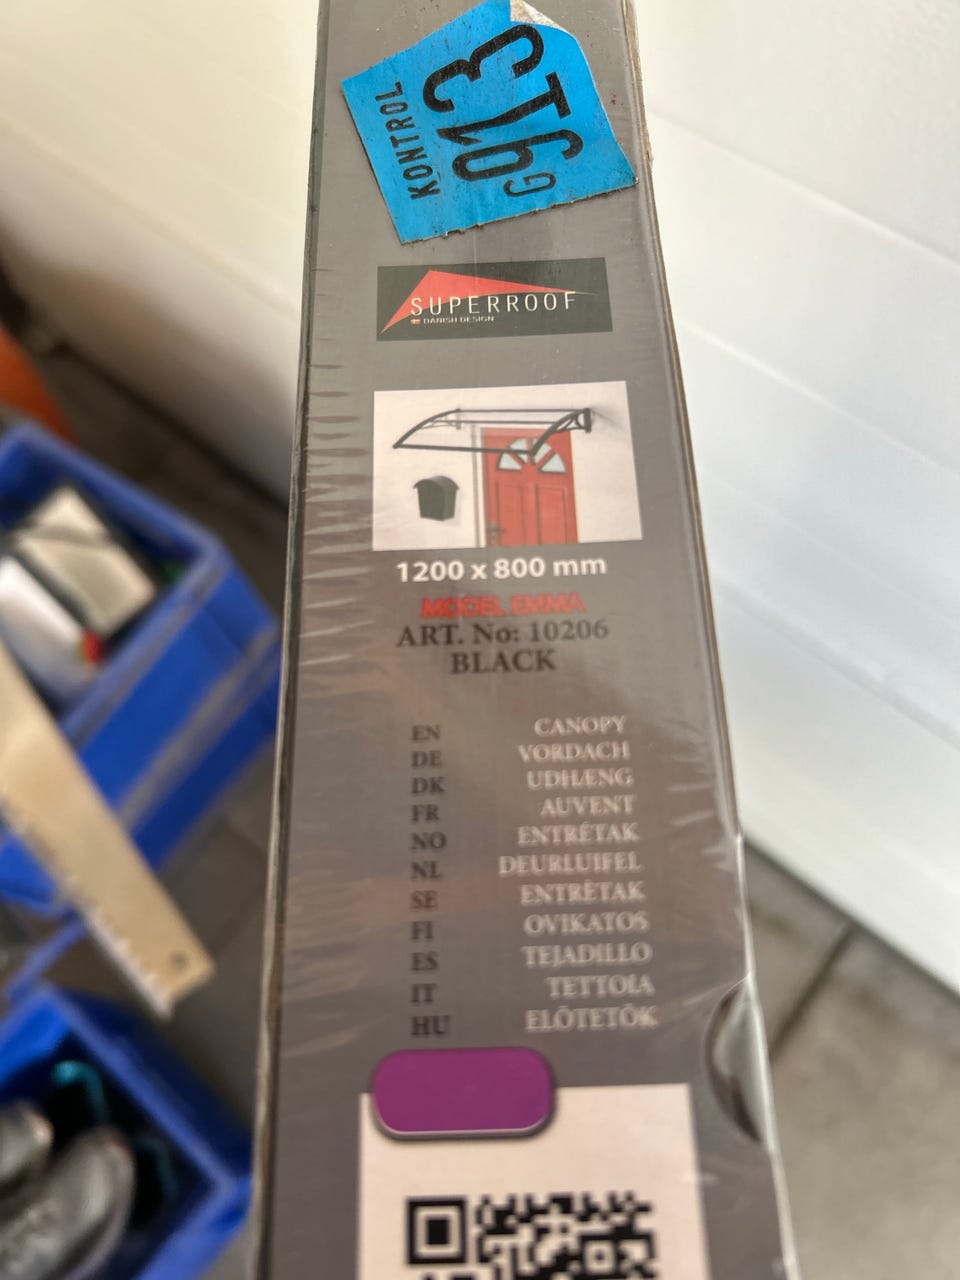 KONTROL
G913
SUPERROOF
DANISH DESIGN
1200 x 800 mm
MODEL EMMA
ART. No: 10206
BLACK
EN CANOPY
DE VORDACH
DK UDHÆNG
FR AUVENT
NO ENTRÉTAK
NL DEURLUIFEL
SE ENTRÈTAK
FI OVIKATOS
ES TEJADILLO
IT TETTOIA
HU ELŐTETŐK